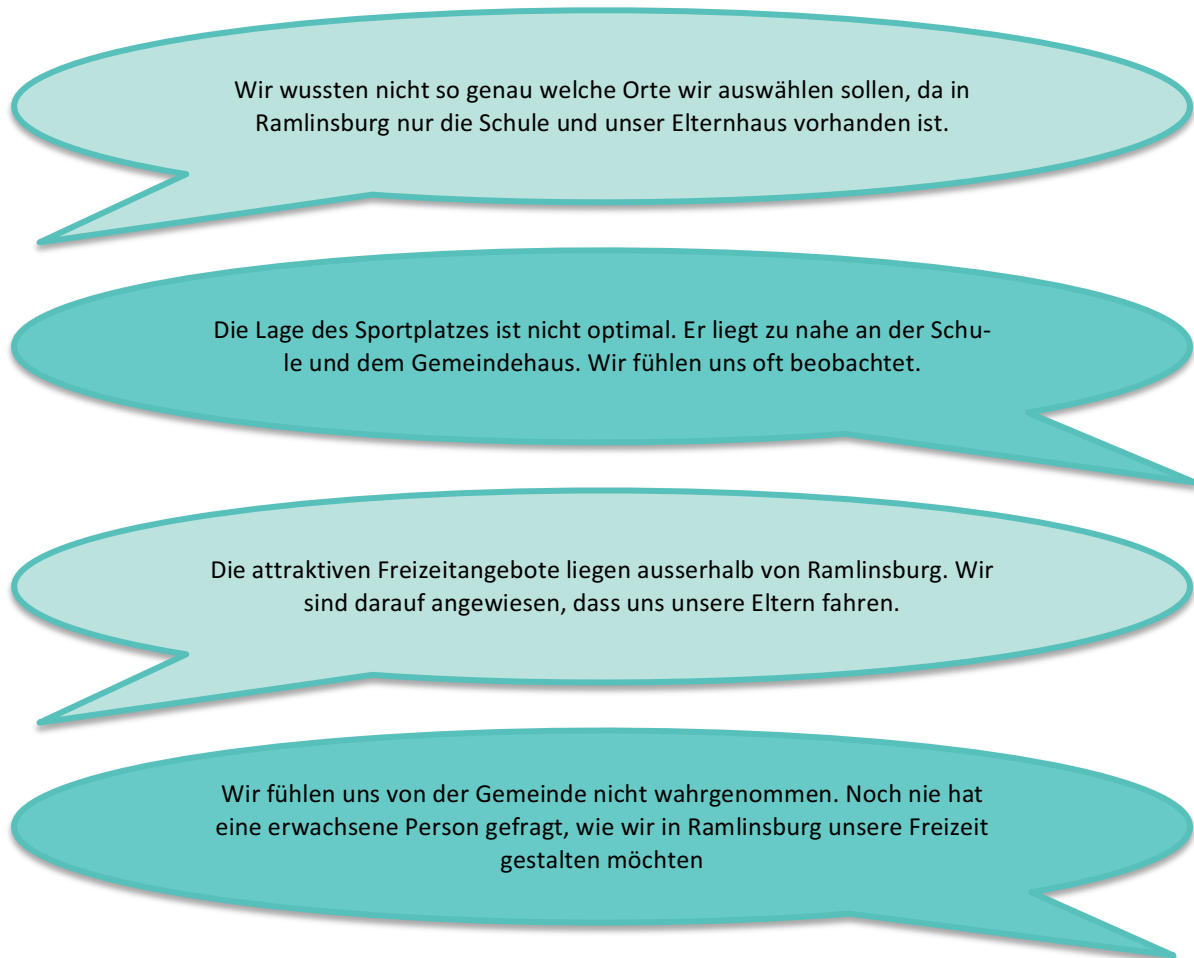 Wir wussten nicht so genau welche Orte wir auswählen sollen, da in
Ramlinsburg nur die Schule und unser Elternhaus vorhanden ist.
Die Lage des Sportplatzes ist nicht optimal. Er liegt zu nahe an der Schu-
le und dem Gemeindehaus. Wir fühlen uns oft beobachtet.
Die attraktiven Freizeitangebote liegen ausserhalb von Ramlinsburg. Wir
sind darauf angewiesen, dass uns unsere Eltern fahren.
Wir fühlen uns von der Gemeinde nicht wahrgenommen. Noch nie hat
eine erwachsene Person gefragt, wie wir in Ramlinsburg unsere Freizeit
gestalten möchten